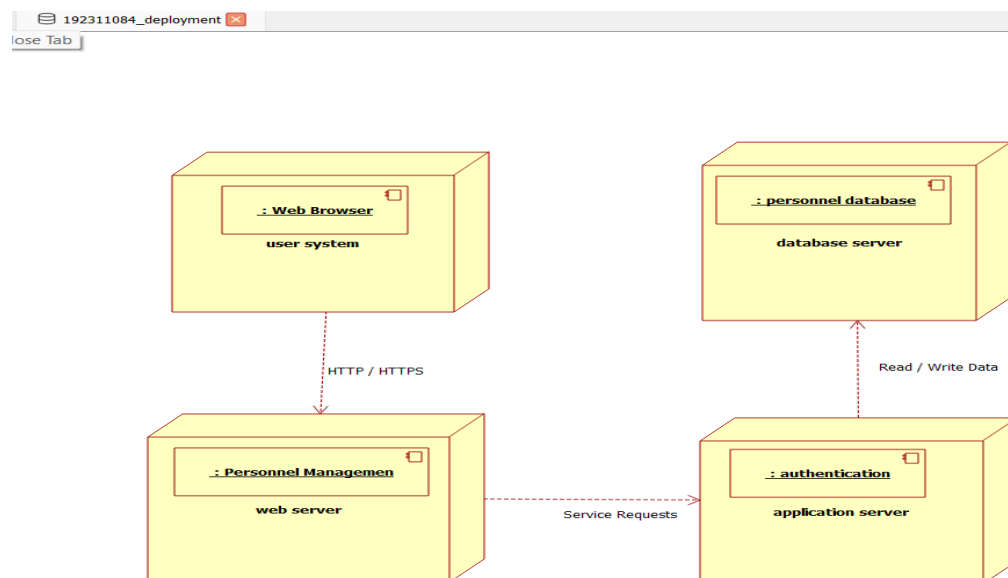 192311084_deployment
lose Tab
: Web Browser
user system
: personnel database
database server
HTTP / HTTPS
Read / Write Data
: Personnel Managemen
web server
Service Requests
: authentication
application server